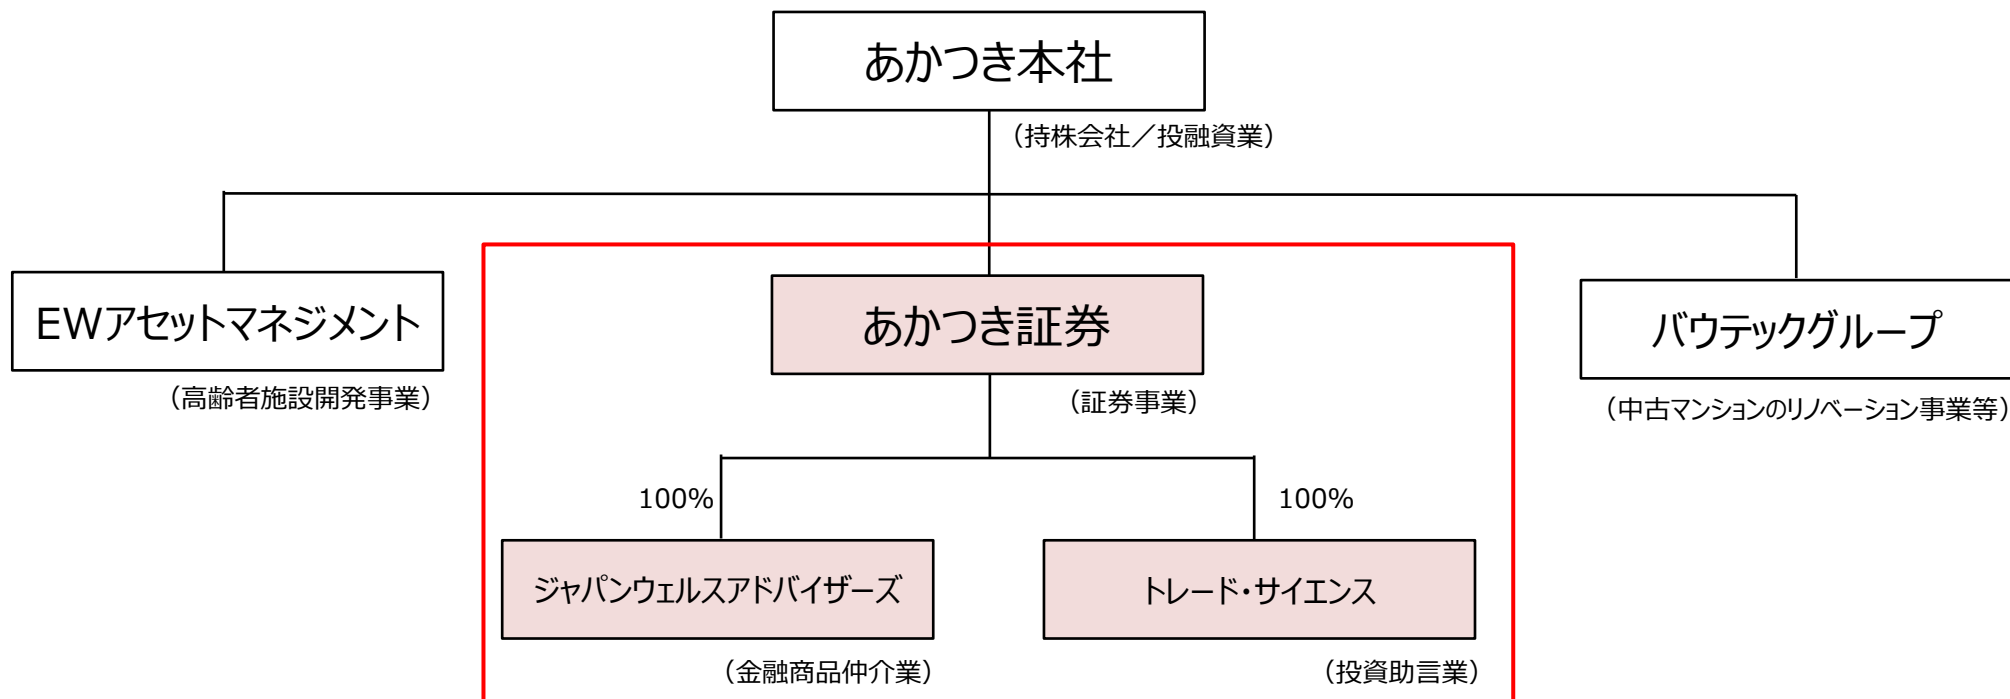 あかつき本社
（持株会社／投融資業）
EWアセットマネジメント
（高齢者施設開発事業）
あかつき証券
（証券事業）
バウテックグループ
（中古マンションのリノベーション事業等）
100%
100%
ジャパンウェルスアドバイザーズ
（金融商品仲介業）
トレード・サイエンス
（投資助言業）